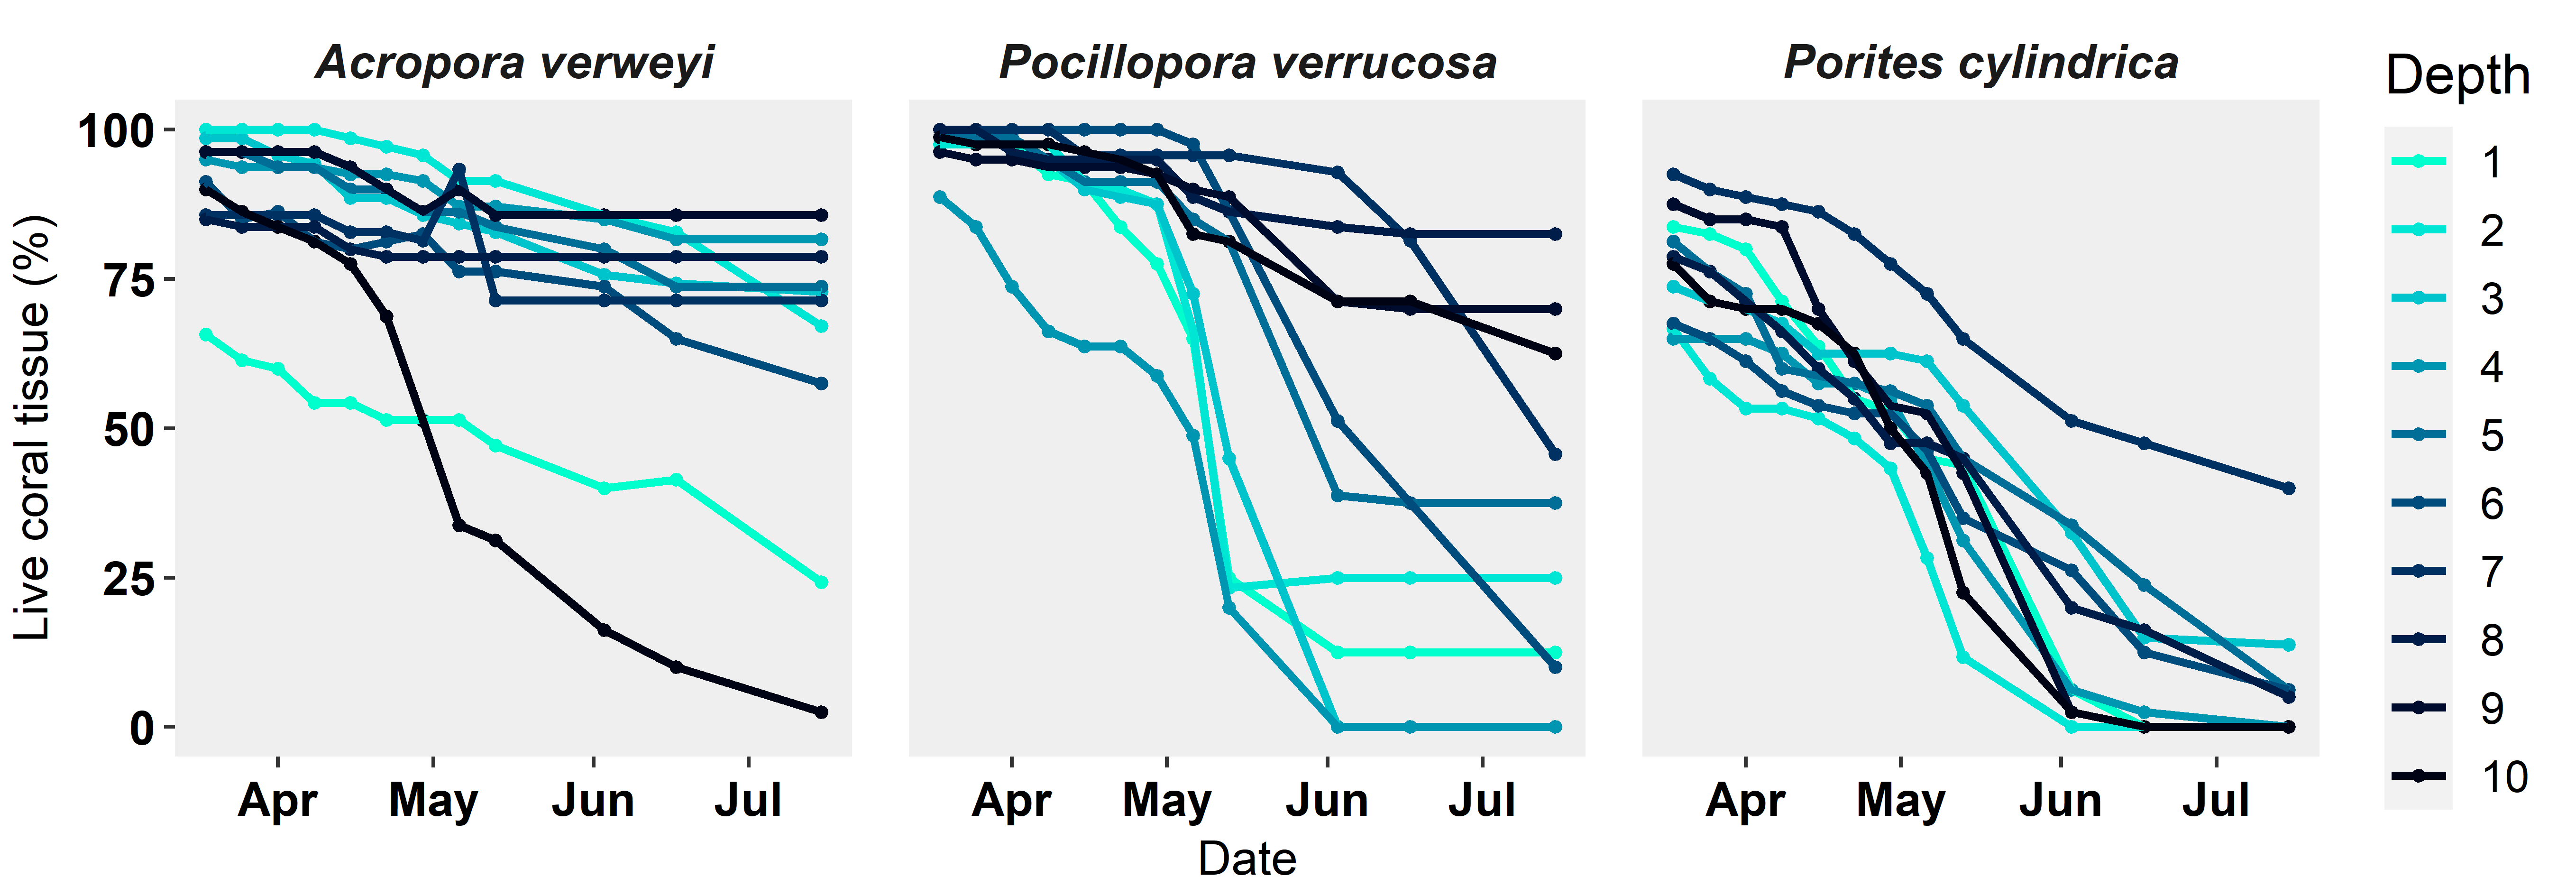 Acropora verweyi
Pocillopora verrucosa
Porites cylindrica
Live coral tissue (%)
100
75
50
25
0
Apr May Jun Jul
Apr May Jun Jul
Apr May Jun Jul
Date
Depth
1
2
3
4
5
6
7
8
9
10